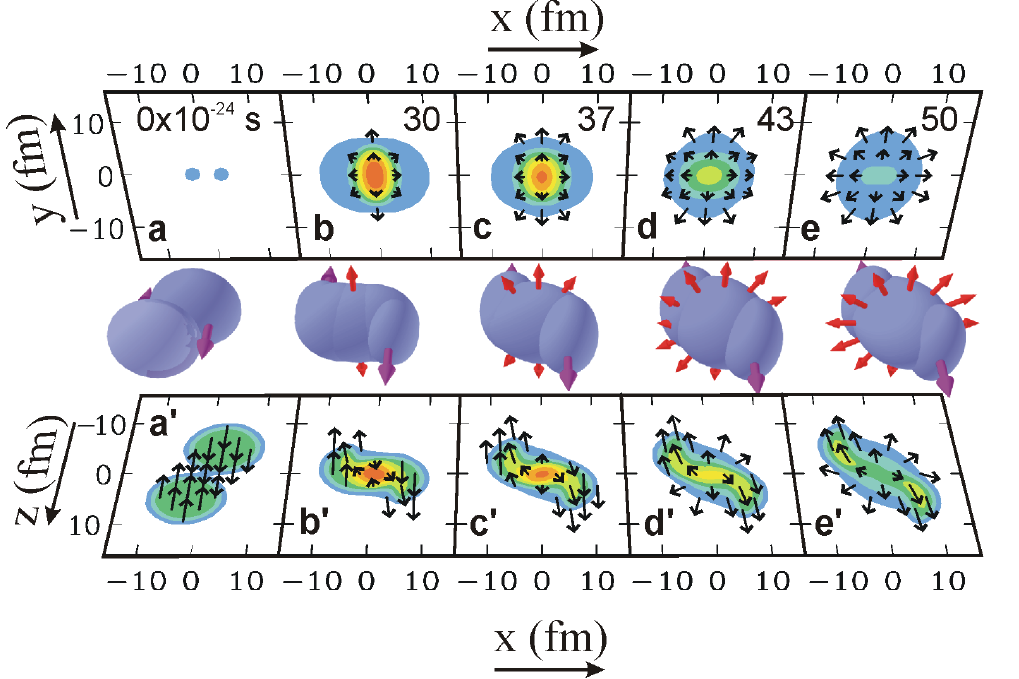 x (fm)
−10 0 10 −10 0 10 −10 0 10 −10 0 10 −10 0 10
y (fm)
10
0
−10
0x10⁻²⁴ s
30
37
43
50
a
b
c
d
e
z (fm)
−10
0
10
a'
b'
c'
d'
e'
−10 0 10 −10 0 10 −10 0 10 −10 0 10 −10 0 10
x (fm)